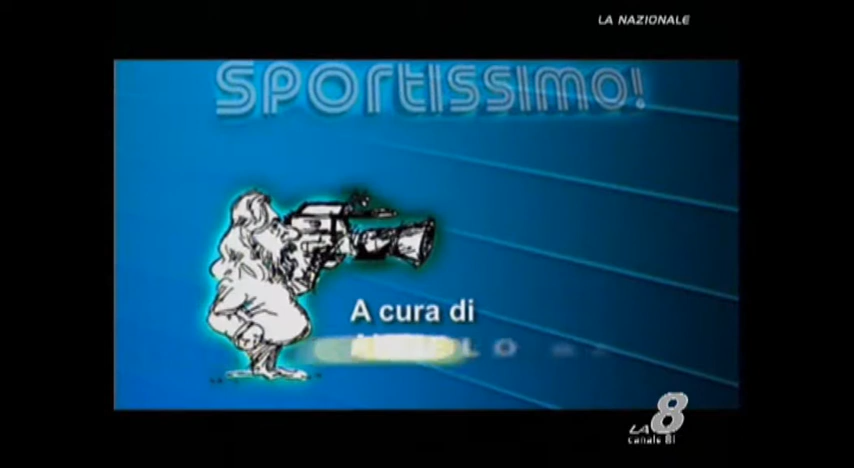 LA NAZIONALE
SPORTISSIMO!
A cura di
LA 8
canale 81